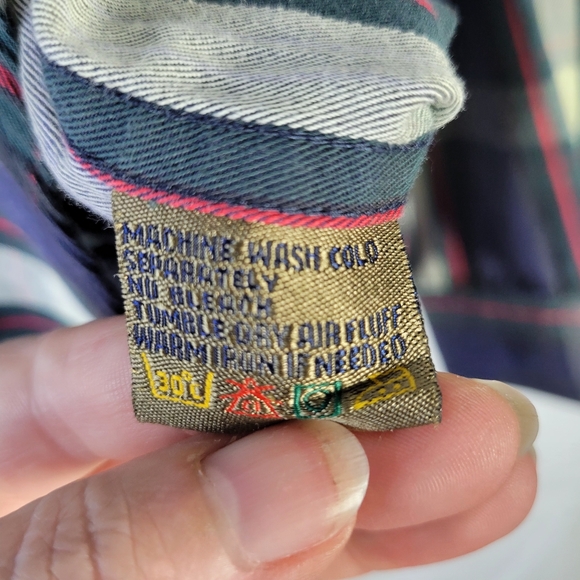 MACHINE WASH COLD
SEPARATELY
NO BLEACH
TUMBLE DRY AIR FLUFF
WARM IRON IF NEEDED
30°C